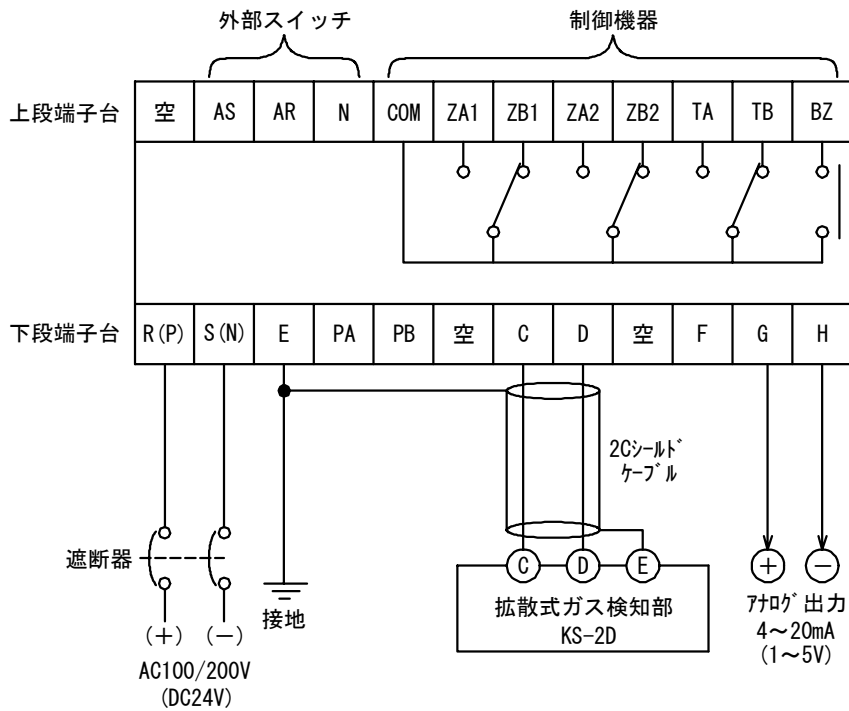 外部スイッチ 制御機器
上段端子台 空 AS AR N COM ZA1 ZB1 ZA2 ZB2 TA TB BZ
下段端子台 R(P) S(N) E PA PB 空 C D 空 F G H
2Cシールド
ケーブル
遮断器
C D E + −
接地
拡散式ガス検知部
KS-2D
アナログ出力
4〜20mA
(1〜5V)
(+) (−)
AC100/200V
(DC24V)